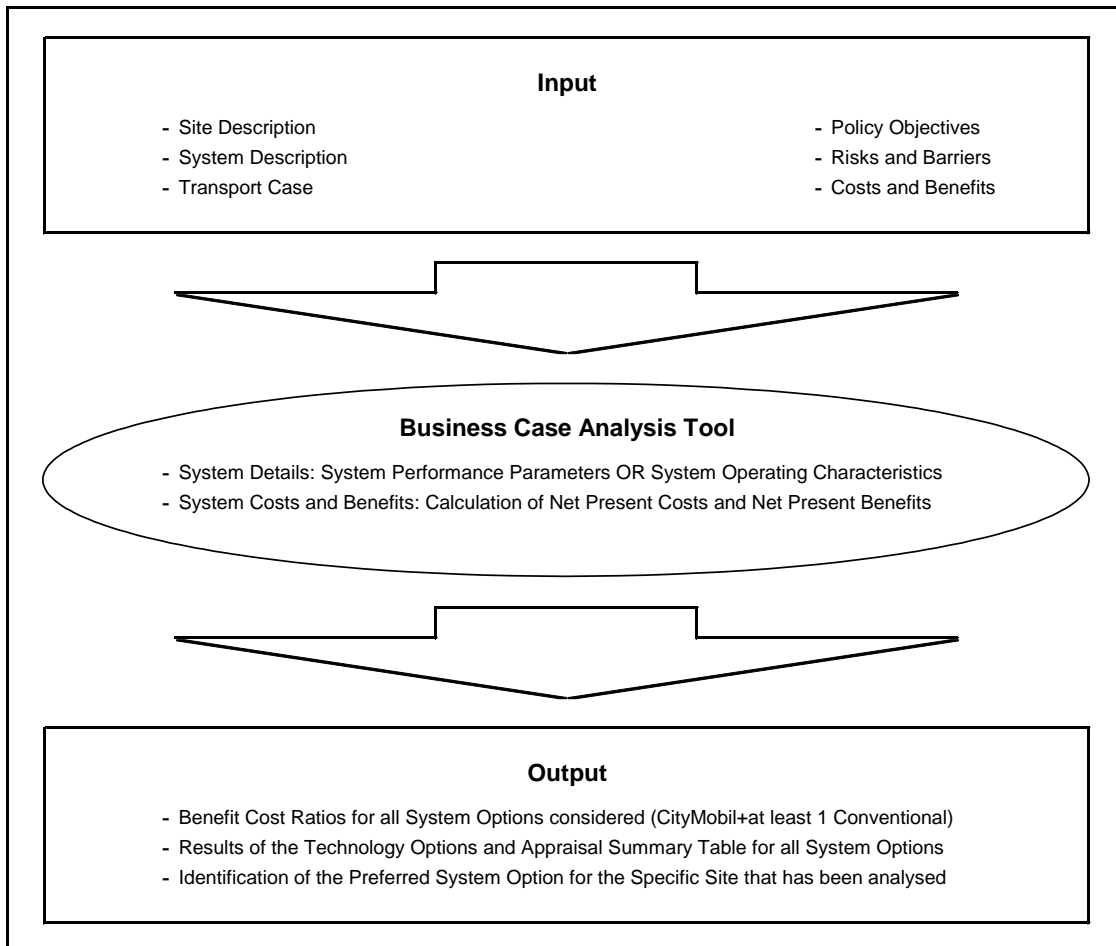 Input
- Site Description
- System Description
- Transport Case
- Policy Objectives
- Risks and Barriers
- Costs and Benefits
Business Case Analysis Tool
- System Details: System Performance Parameters OR System Operating Characteristics
- System Costs and Benefits: Calculation of Net Present Costs and Net Present Benefits
Output
- Benefit Cost Ratios for all System Options considered (CityMobil+at least 1 Conventional)
- Results of the Technology Options and Appraisal Summary Table for all System Options
- Identification of the Preferred System Option for the Specific Site that has been analysed